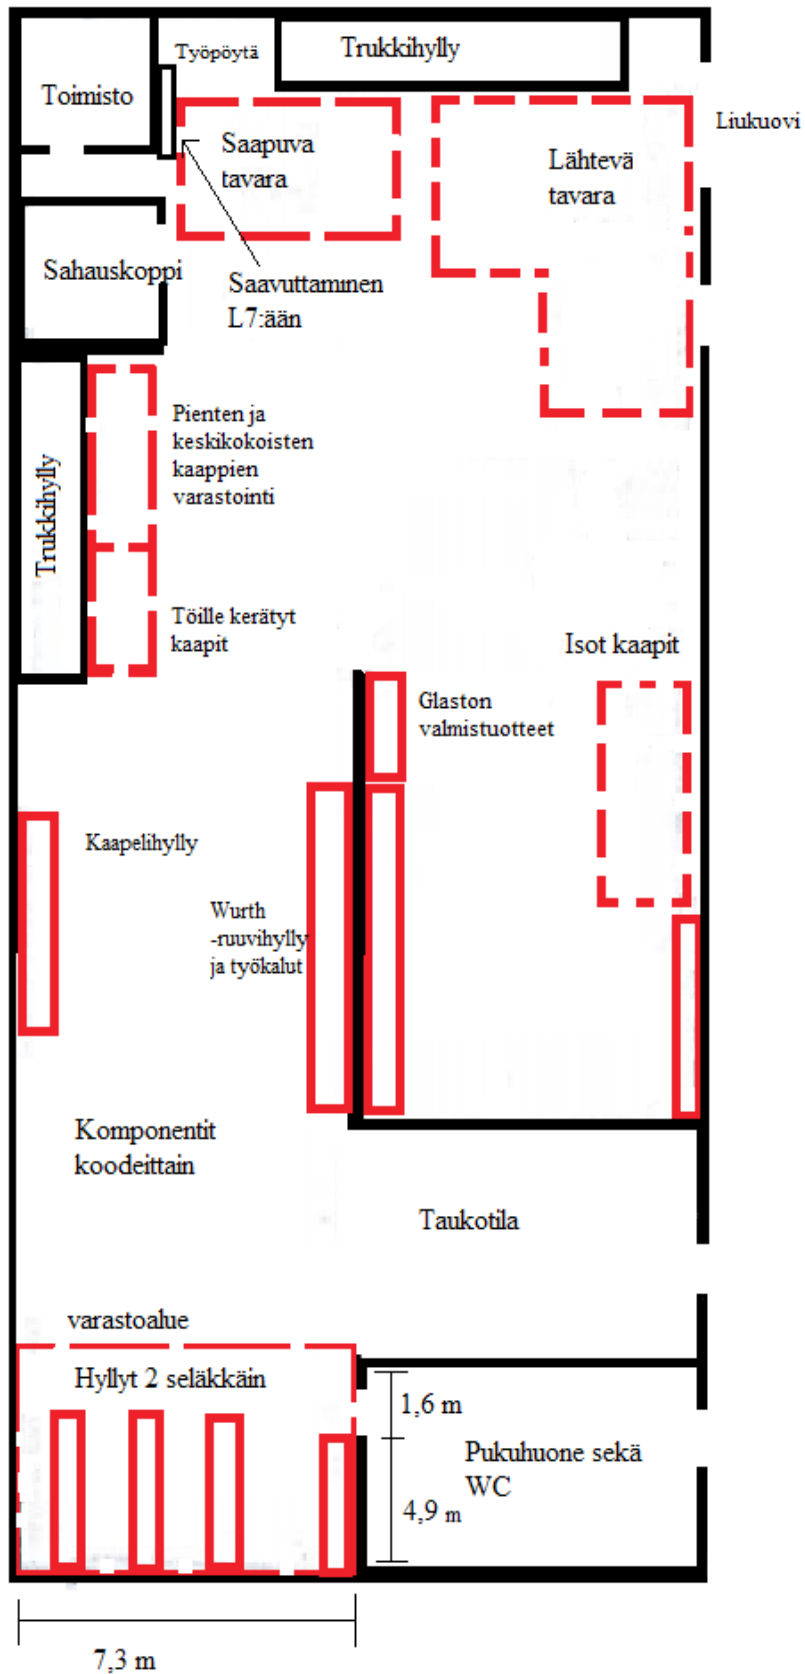 Työpöytä
Trukkihylly
Toimisto
Liukuovi
Saapuva
tavara
Lähtevä
tavara
Sahauskoppi
Saavuttaminen
L7:ään
Pienten ja
keskikokoisten
kaappien
varastointi
Trukkihylly
Töille kerätyt
kaapit
Isot kaapit
Glaston
valmistuotteet
Kaapelihylly
Wurth
-ruuvihylly
ja työkalut
Komponentit
koodeittain
Taukotila
varastoalue
Hyllyt 2 seläkkäin
1,6 m
Pukuhuone sekä
WC
4,9 m
7,3 m